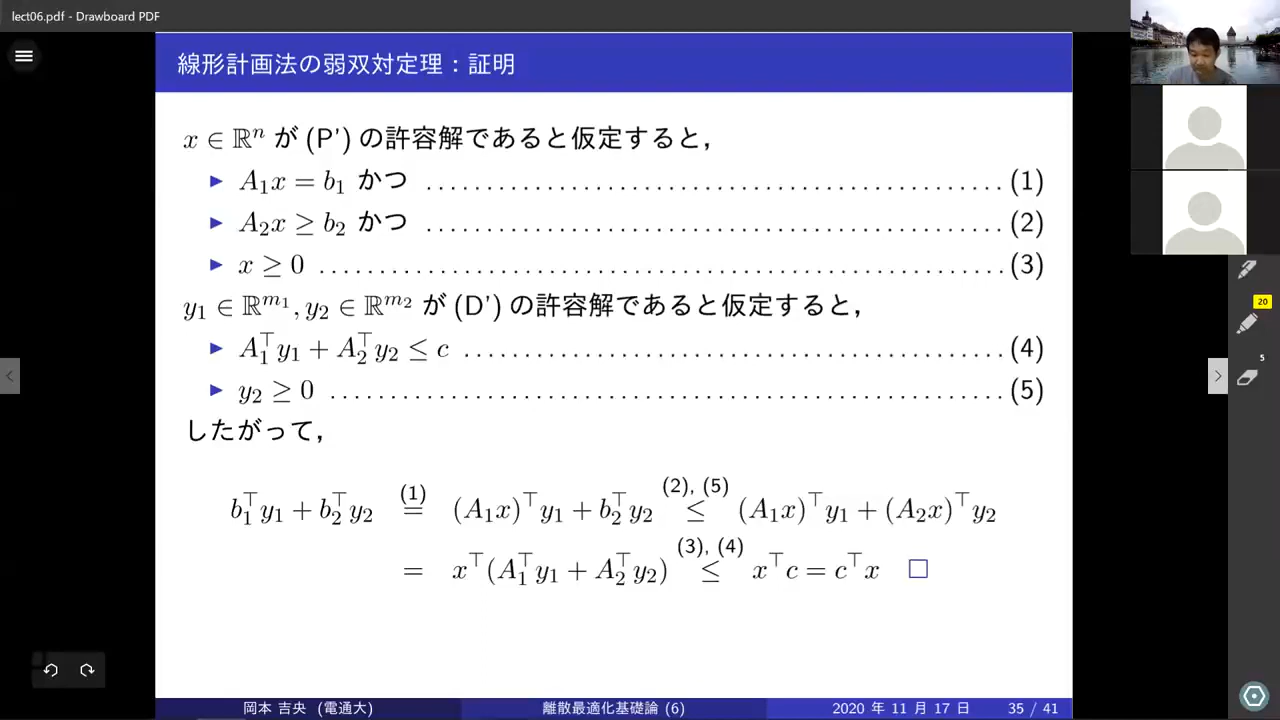 lect06.pdf - Drawboard PDF
線形計画法の弱双対定理：証明
x ∈ ℝⁿ が (P') の許容解であると仮定すると，
▶ A₁x = b₁ かつ ........................................ (1)
▶ A₂x ≥ b₂ かつ ........................................ (2)
▶ x ≥ 0 ........................................ (3)
y₁ ∈ ℝ^{m₁}, y₂ ∈ ℝ^{m₂} が (D') の許容解であると仮定すると，
▶ A₁^⊤y₁ + A₂^⊤y₂ ≤ c ........................................ (4)
▶ y₂ ≥ 0 ........................................ (5)
したがって，
(1) (2), (5)
b₁^⊤y₁ + b₂^⊤y₂ = (A₁x)^⊤y₁ + b₂^⊤y₂ ≤ (A₁x)^⊤y₁ + (A₂x)^⊤y₂
(3), (4)
= x^⊤(A₁^⊤y₁ + A₂^⊤y₂) ≤ x^⊤c = c^⊤x □
岡本 吉央 (電通大) 離散最適化基礎論 (6) 2020 年 11 月 17 日 35 / 41
20
5